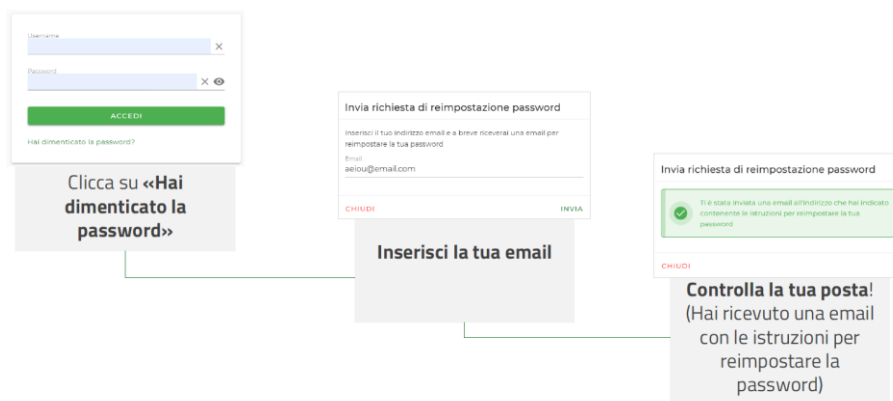 Username
Password
ACCEDI
Hai dimenticato la password?
Clicca su «Hai
dimenticato la
password»
Invia richiesta di reimpostazione password
Inserisci il tuo indirizzo email e a breve riceverai una email per
reimpostare la tua password
Email
aeiou@email.com
CHIUDI
INVIA
Inserisci la tua email
Invia richiesta di reimpostazione password
Ti è stata inviata una email all'indirizzo che hai indicato
contenente le istruzioni per reimpostare la tua
password
CHIUDI
Controlla la tua posta!
(Hai ricevuto una email
con le istruzioni per
reimpostare la
password)